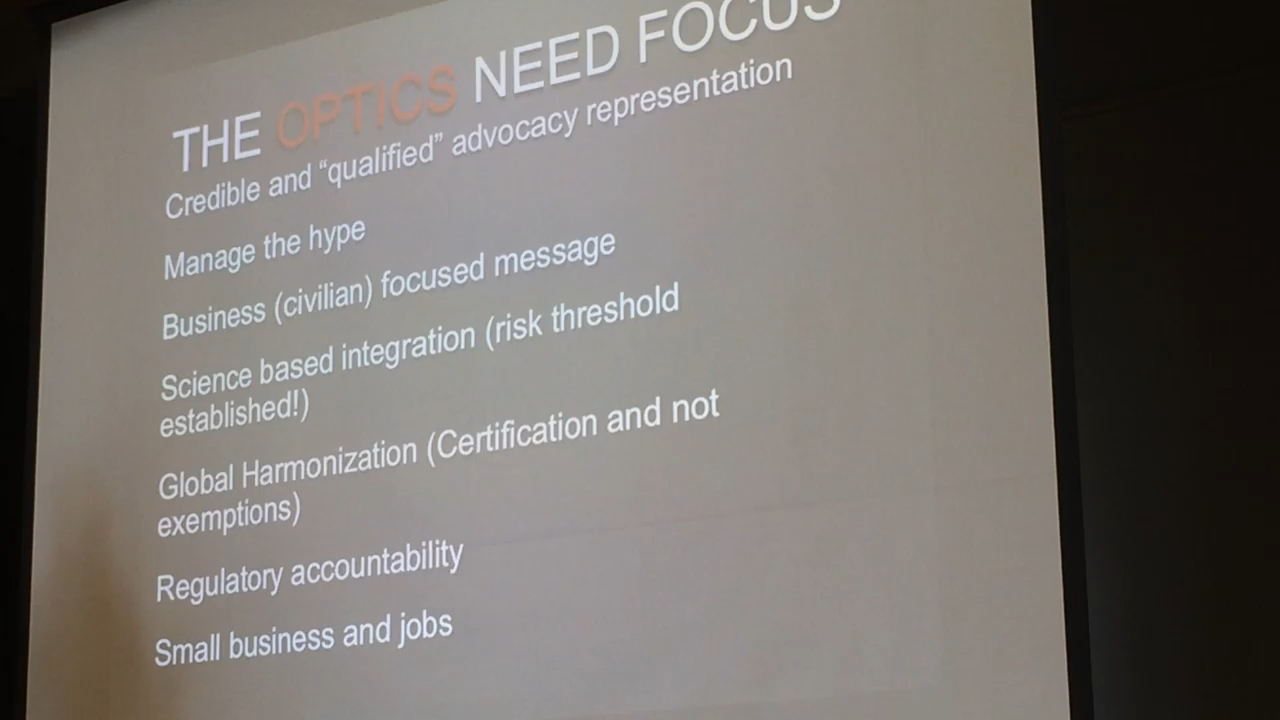 THE OPTICS NEED FOCUS
Credible and “qualified” advocacy representation
Manage the hype
Business (civilian) focused message
Science based integration (risk threshold
established!)
Global Harmonization (Certification and not
exemptions)
Regulatory accountability
Small business and jobs